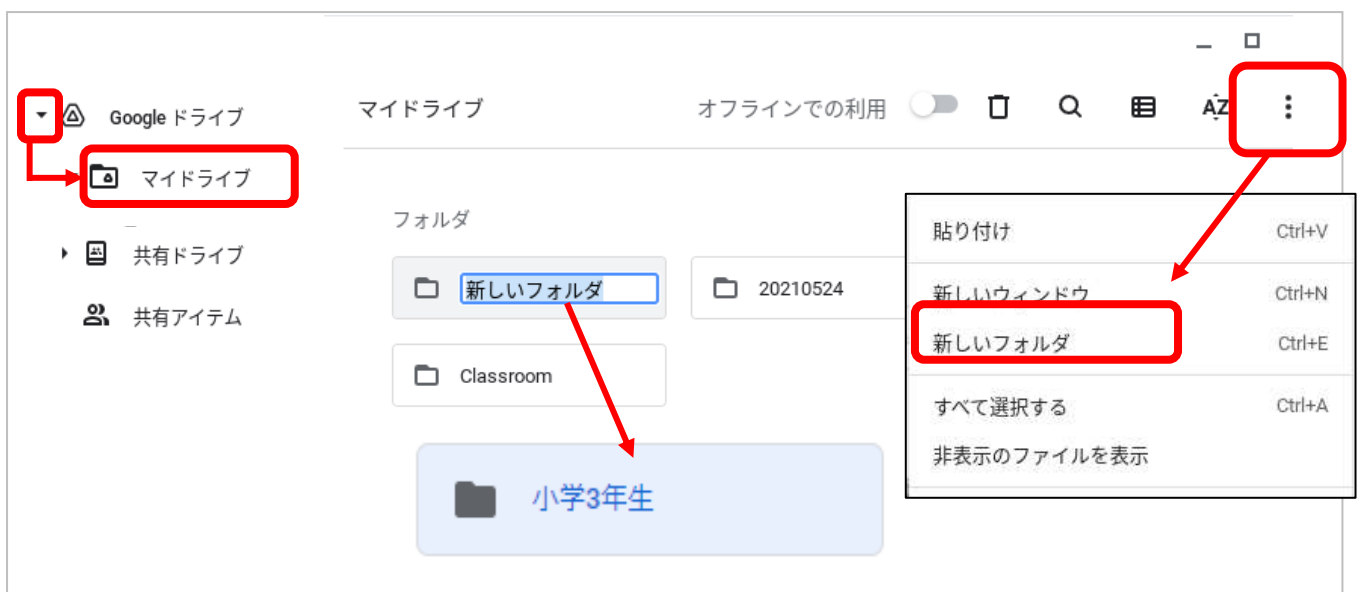 Google ドライブ
マイドライブ
共有ドライブ
共有アイテム
マイドライブ
オフラインでの利用
AZ
フォルダ
新しいフォルダ
20210524
Classroom
小学3年生
貼り付け Ctrl+V
新しいウィンドウ Ctrl+N
新しいフォルダ Ctrl+E
すべて選択する Ctrl+A
非表示のファイルを表示